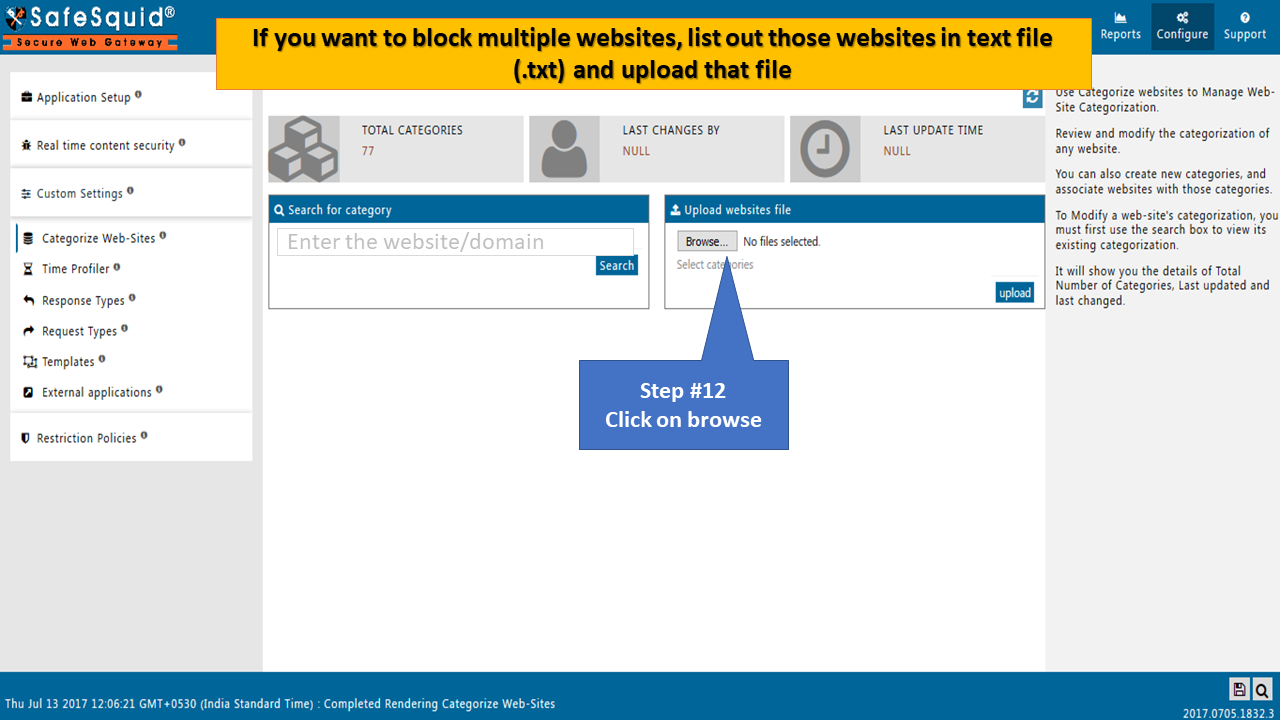 SafeSquid®
Secure Web Gateway
If you want to block multiple websites, list out those websites in text file
(.txt) and upload that file
Reports
Configure
Support
Application Setup
Real time content security
Custom Settings
Categorize Web-Sites
Time Profiler
Response Types
Request Types
Templates
External applications
Restriction Policies
TOTAL CATEGORIES
77
LAST CHANGES BY
NULL
LAST UPDATE TIME
NULL
Search for category
Enter the website/domain
Search
Upload websites file
Browse... No files selected.
Select categories
upload
Step #12
Click on browse
Use Categorize websites to Manage Web-
Site Categorization.
Review and modify the categorization of
any website.
You can also create new categories, and
associate websites with those categories.
To Modify a web-site's categorization, you
must first use the search box to view its
existing categorization.
It will show you the details of Total
Number of Categories, Last updated and
last changed.
Thu Jul 13 2017 12:06:21 GMT+0530 (India Standard Time) : Completed Rendering Categorize Web-Sites
2017.0705.1832.3